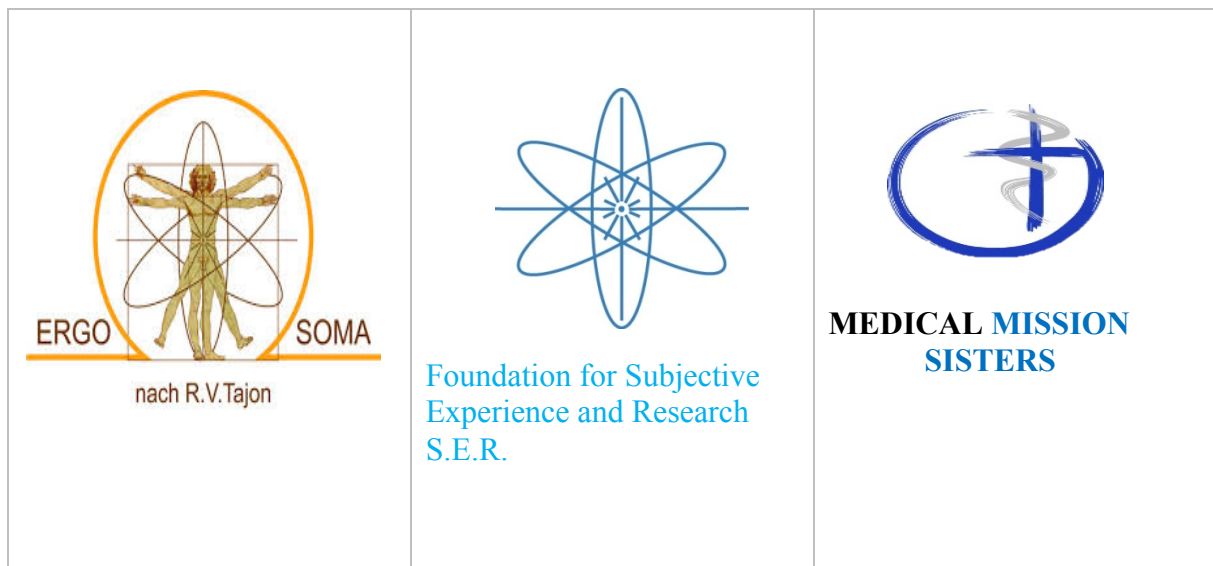 ERGO SOMA
nach R.V.Tajon
Foundation for Subjective
Experience and Research
S.E.R.
MEDICAL MISSION
SISTERS